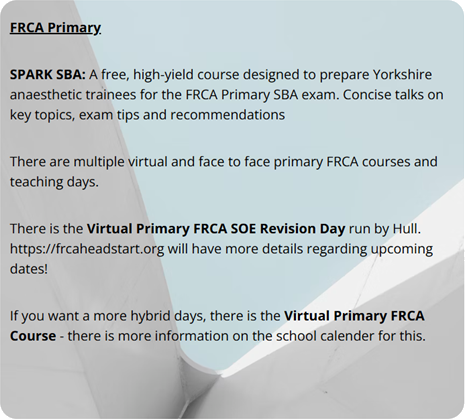 FRCA Primary
SPARK SBA: A free, high-yield course designed to prepare Yorkshire
anaesthetic trainees for the FRCA Primary SBA exam. Concise talks on
key topics, exam tips and recommendations
There are multiple virtual and face to face primary FRCA courses and
teaching days.
There is the Virtual Primary FRCA SOE Revision Day run by Hull.
https://frcaheadstart.org will have more details regarding upcoming
dates!
If you want a more hybrid days, there is the Virtual Primary FRCA
Course - there is more information on the school calender for this.